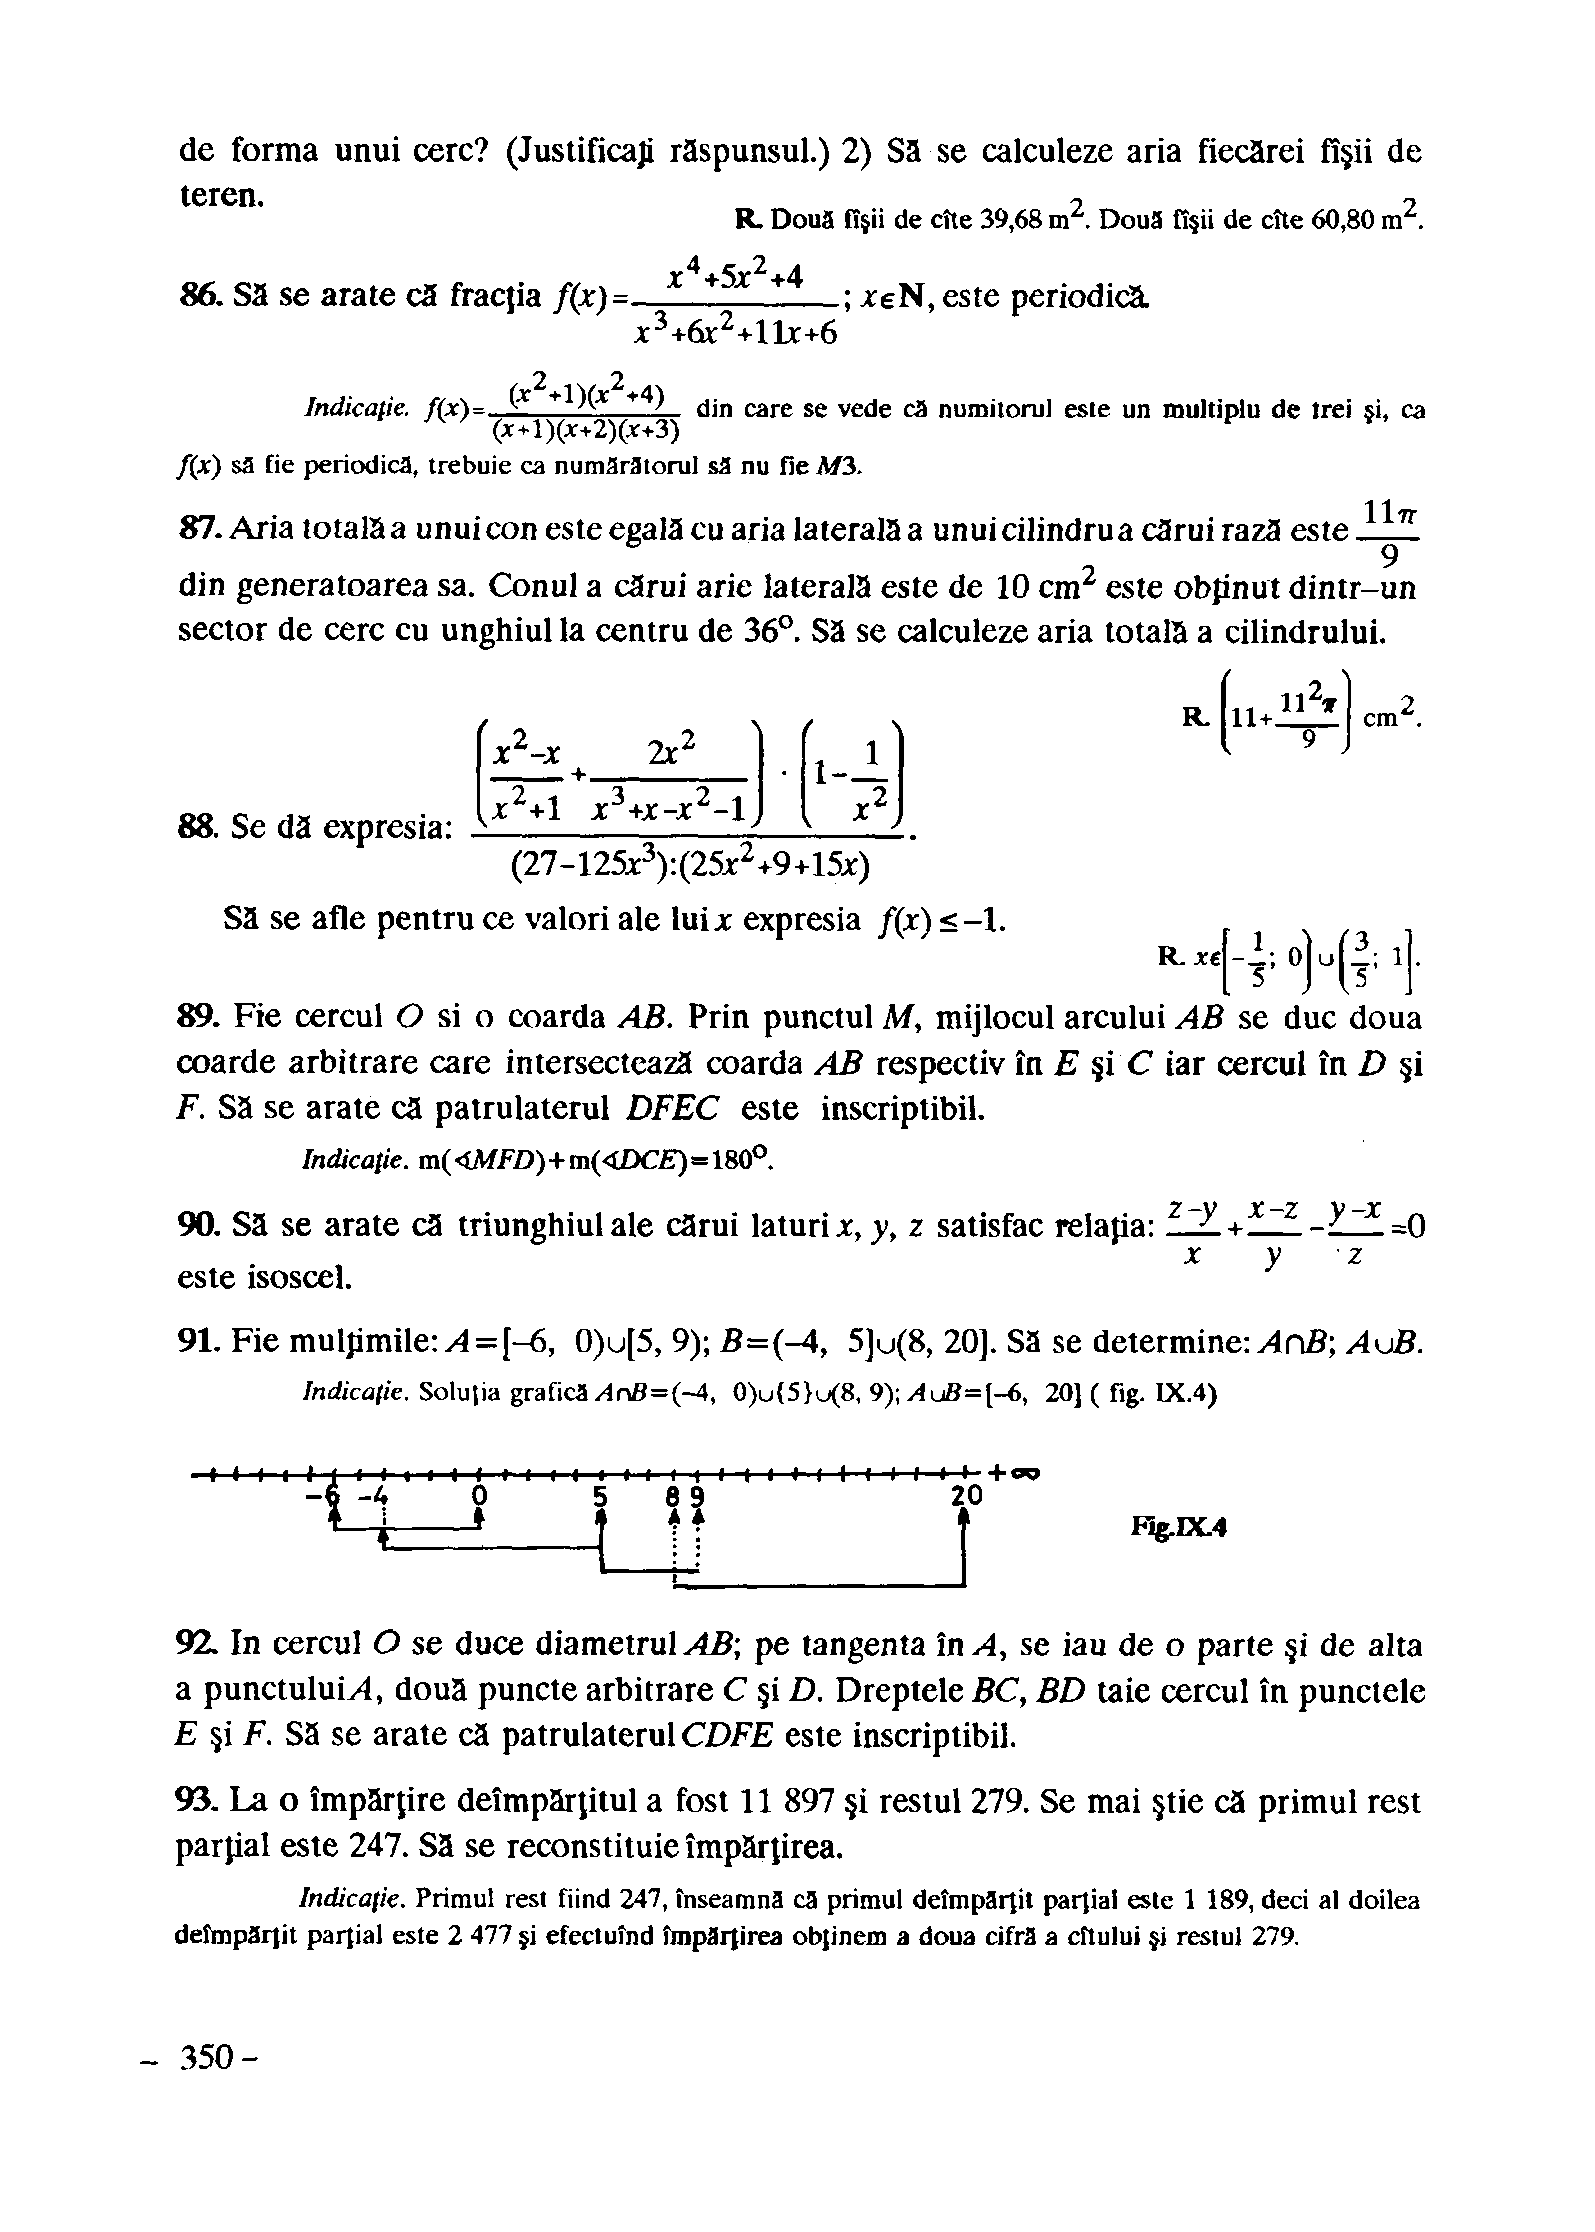 de forma unui cerc? (Justificaţi răspunsul.) 2) Să se calculeze aria fiecărei fîşii de
teren.
R. Două fîşii de cîte 39,68 m². Două fîşii de cîte 60,80 m².
86. Să se arate că fracţia f(x)=(x⁴+5x²+4)/(x³+6x²+11x+6); x∈N, este periodică.
Indicaţie. f(x)=(x²+1)(x²+4)/(x+1)(x+2)(x+3) din care se vede că numitorul este un multiplu de trei şi, ca
f(x) să fie periodică, trebuie ca numărătorul să nu fie M3.
87. Aria totală a unui con este egală cu aria laterală a unui cilindru a cărui rază este 11π/9
din generatoarea sa. Conul a cărui arie laterală este de 10 cm² este obţinut dintr-un
sector de cerc cu unghiul la centru de 36°. Să se calculeze aria totală a cilindrului.
R. (11+11²π/9) cm².
88. Se dă expresia: ((x²-x)/(x²+1)+2x²/(x³+x-x²-1))·(1-1/x²)/((27-125x³):(25x²+9+15x)).
Să se afle pentru ce valori ale lui x expresia f(x)≤-1.
R. x∈[-1/5; 0)∪(3/5; 1].
89. Fie cercul O si o coarda AB. Prin punctul M, mijlocul arcului AB se duc doua
coarde arbitrare care intersectează coarda AB respectiv în E şi C iar cercul în D şi
F. Să se arate că patrulaterul DFEC este inscriptibil.
Indicaţie. m(∢MFD)+m(∢DCE)=180°.
90. Să se arate că triunghiul ale cărui laturi x, y, z satisfac relaţia: (z-y)/x+(x-z)/y-(y-x)/z=0
este isoscel.
91. Fie mulţimile: A=[-6, 0)∪[5, 9); B=(-4, 5]∪(8, 20]. Să se determine: A∩B; A∪B.
Indicaţie. Soluţia grafică A∩B=(-4, 0)∪{5}∪(8, 9); A∪B=[-6, 20] ( fig. IX.4)
+∞
-6 -4 0 5 8 9 20
Fig.IX.4
92. In cercul O se duce diametrul AB; pe tangenta în A, se iau de o parte şi de alta
a punctului A, două puncte arbitrare C şi D. Dreptele BC, BD taie cercul în punctele
E şi F. Să se arate că patrulaterul CDFE este inscriptibil.
93. La o împărţire deîmpărţitul a fost 11 897 şi restul 279. Se mai ştie că primul rest
parţial este 247. Să se reconstituie împărţirea.
Indicaţie. Primul rest fiind 247, înseamnă că primul deîmpărţit parţial este 1 189, deci al doilea
deîmpărţit parţial este 2 477 şi efectuînd împărţirea obţinem a doua cifră a cîtului şi restul 279.
- 350 -